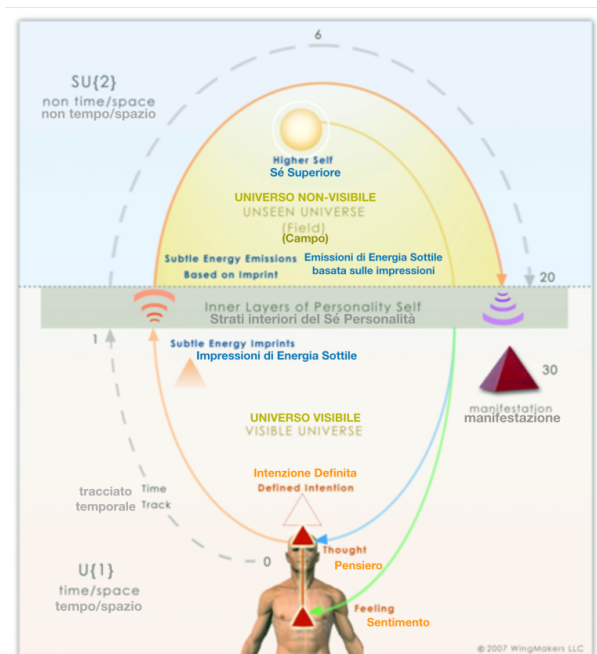 6
SU{2}
non time/space
non tempo/spazio
Higher Self
Sé Superiore
UNIVERSO NON-VISIBILE
UNSEEN UNIVERSE
(Field)
(Campo)
Subtle Energy Emissions
Based on Imprint
Emissioni di Energia Sottile
basata sulle impressioni
20
Inner Layers of Personality Self
Strati interiori del Sé Personalità
1
Subtle Energy Imprints
Impressioni di Energia Sottile
30
manifestation
manifestazione
UNIVERSO VISIBILE
VISIBLE UNIVERSE
Intenzione Definita
Defined Intention
tracciato
temporale
Time
Track
0
Thought
Pensiero
U{1}
time/space
tempo/spazio
Feeling
Sentimento
© 2007 WingMakers LLC